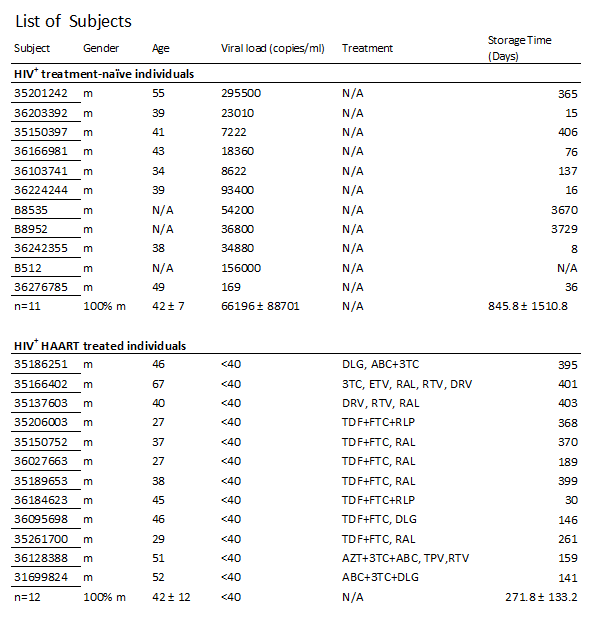 List of Subjects
Subject Gender Age Viral load (copies/ml) Treatment Storage Time (Days)
HIV+ treatment-naïve individuals
35201242 m 55 295500 N/A 365
36203392 m 39 23010 N/A 15
35150397 m 41 7222 N/A 406
36166981 m 43 18360 N/A 76
36103741 m 34 8622 N/A 137
36224244 m 39 93400 N/A 16
B8535 m N/A 54200 N/A 3670
B8952 m N/A 36800 N/A 3729
36242355 m 38 34880 N/A 8
B512 m N/A 156000 N/A
36276785 m 49 169 N/A 36
n=11 100% m 42 ± 7 66196 ± 88701 N/A 845.8 ± 1510.8
HIV+ HAART treated individuals
35186251 m 46 <40 DLG, ABC+3TC 395
35166402 m 67 <40 3TC, ETV, RAL, RTV, DRV 401
35137603 m 40 <40 DRV, RTV, RAL 403
35206003 m 27 <40 TDF+FTC+RLP 368
35150752 m 37 <40 TDF+FTC, RAL 370
36027663 m 27 <40 TDF+FTC, RAL 189
35189653 m 38 <40 TDF+FTC, RAL 399
36184623 m 45 <40 TDF+FTC+RLP 30
36095698 m 46 <40 TDF+FTC, DLG 146
35261700 m 29 <40 TDF+FTC, RAL 261
36128388 m 51 <40 AZT+3TC+ABC, TPV,RTV 159
31699824 m 52 <40 ABC+3TC+DLG 141
n=12 100% m 42 ± 12 <40 N/A 271.8 ± 133.2